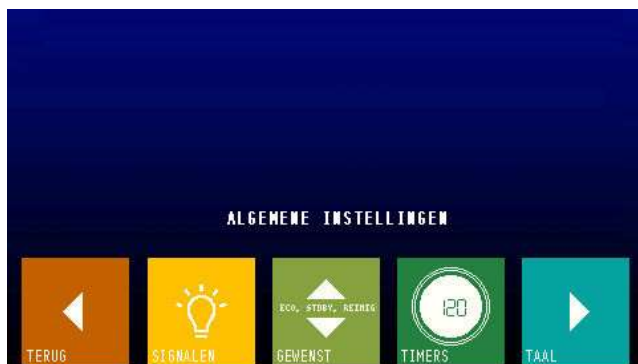 ALGEMENE INSTELLINGEN
ECO, STDBY, REINIG
120
TERUG
SIGNALEN
GEWENST
TIMERS
TAAL